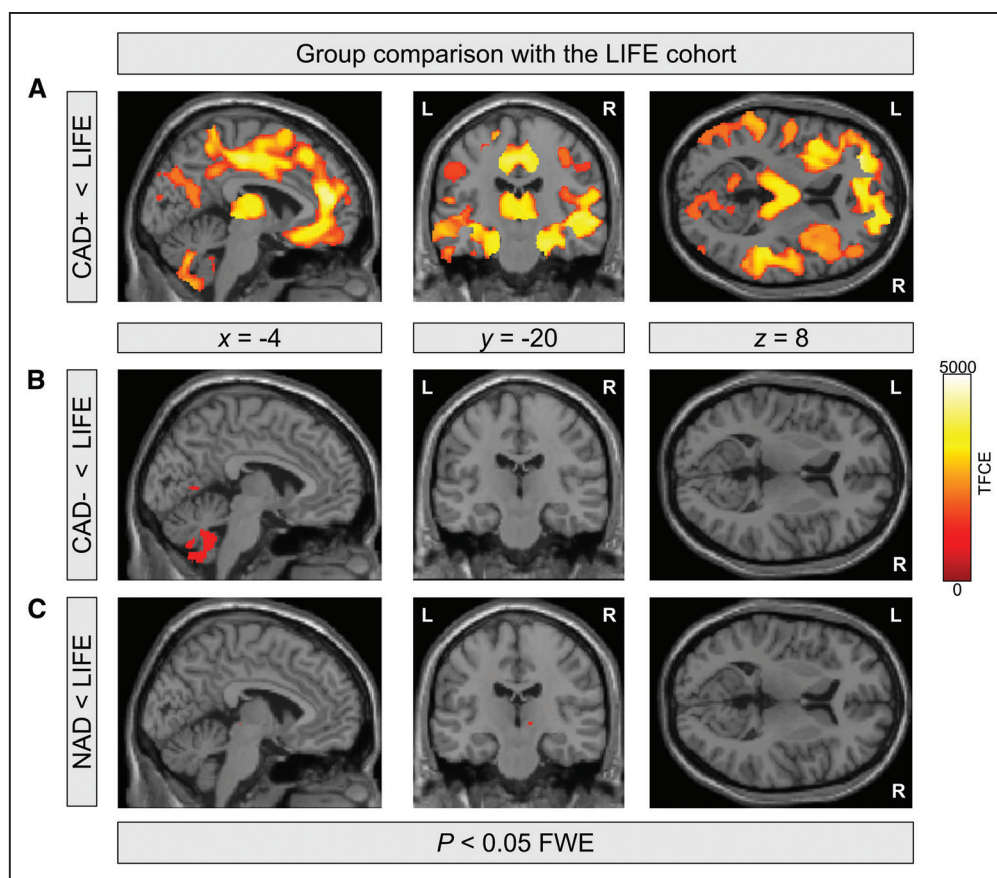 Group comparison with the LIFE cohort
A
CAD+ < LIFE
L R
L
R
x = -4
y = -20
z = 8
B
CAD- < LIFE
L R
L
R
5000
TFCE
0
C
NAD < LIFE
L R
L
R
P < 0.05 FWE